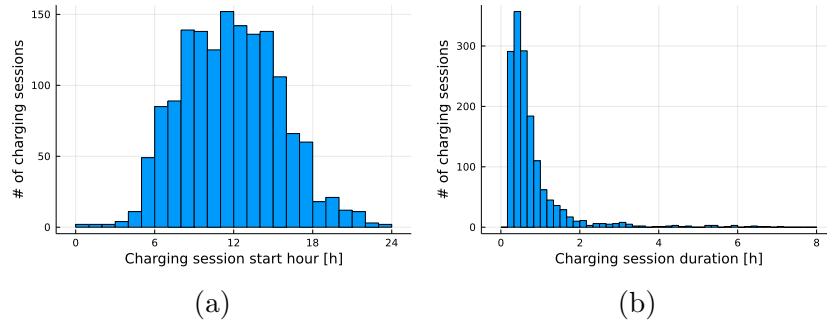 # of charging sessions
150
100
50
0
0 6 12 18 24
Charging session start hour [h]
(a)
# of charging sessions
300
200
100
0
0 2 4 6 8
Charging session duration [h]
(b)